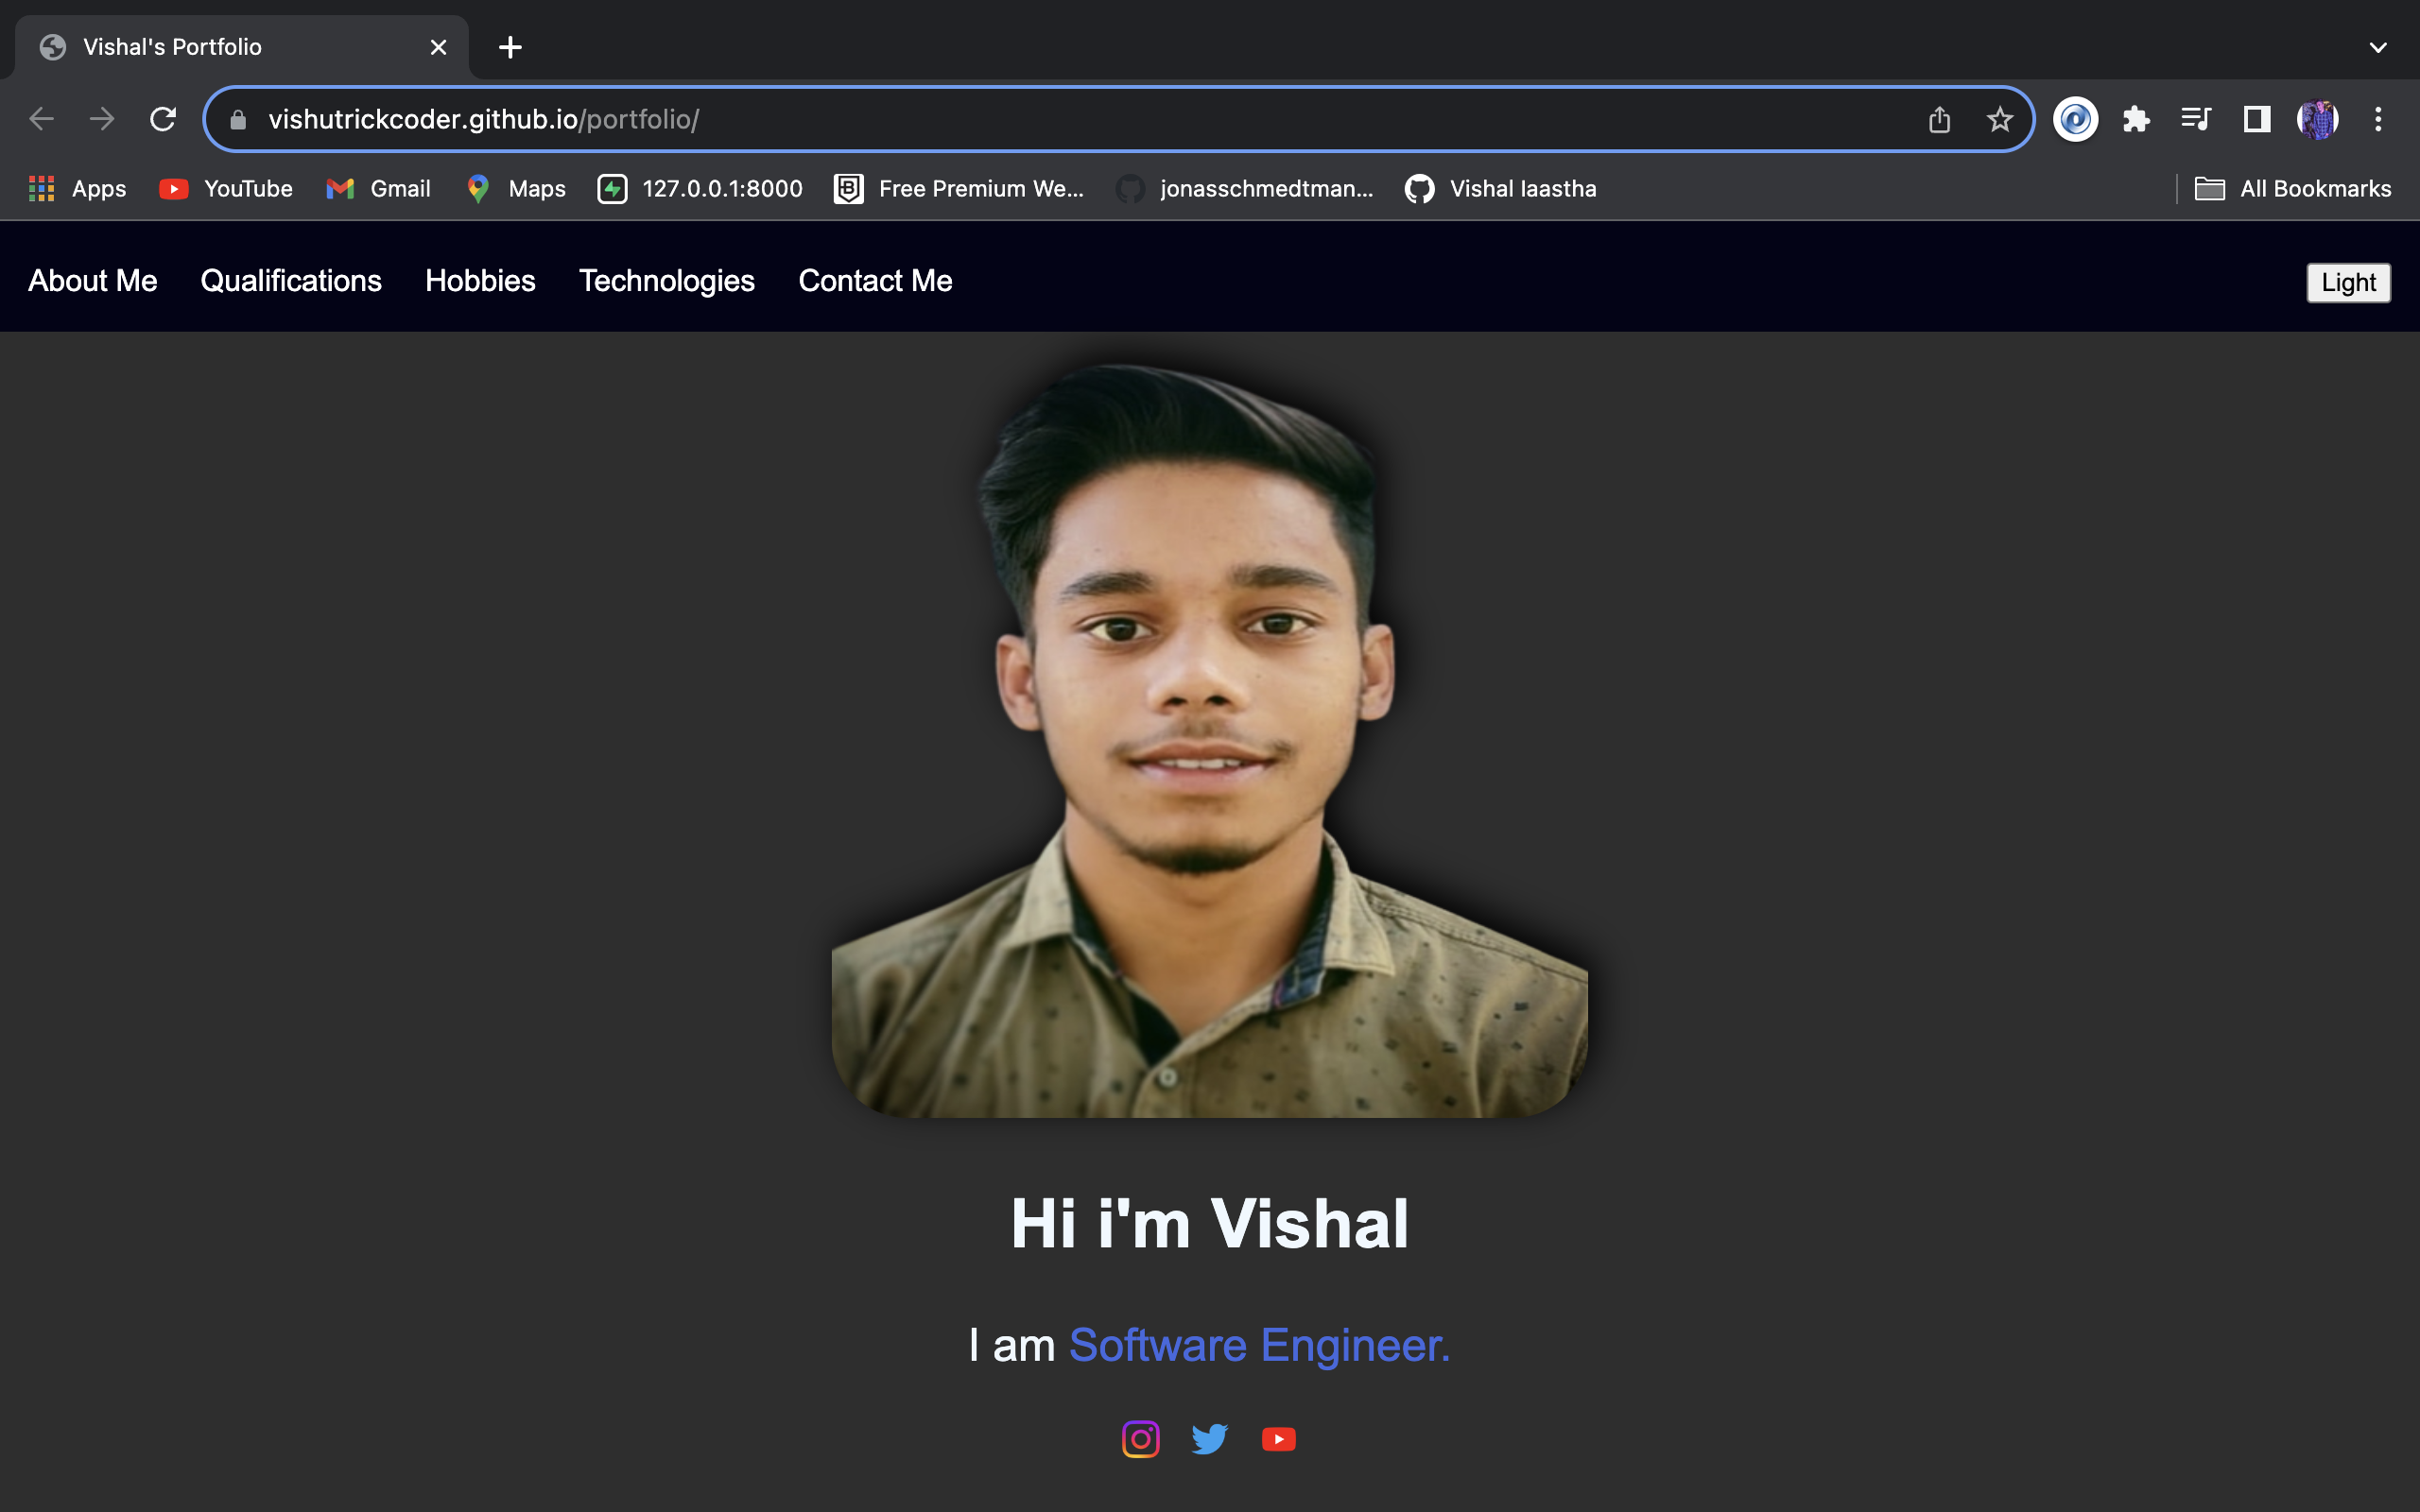 Vishal's Portfolio
vishutrickcoder.github.io/portfolio/
Apps YouTube Gmail Maps 127.0.0.1:8000 Free Premium We... jonasschmedtman... Vishal laastha All Bookmarks
About Me Qualifications Hobbies Technologies Contact Me Light
Hi i'm Vishal
I am Software Engineer.